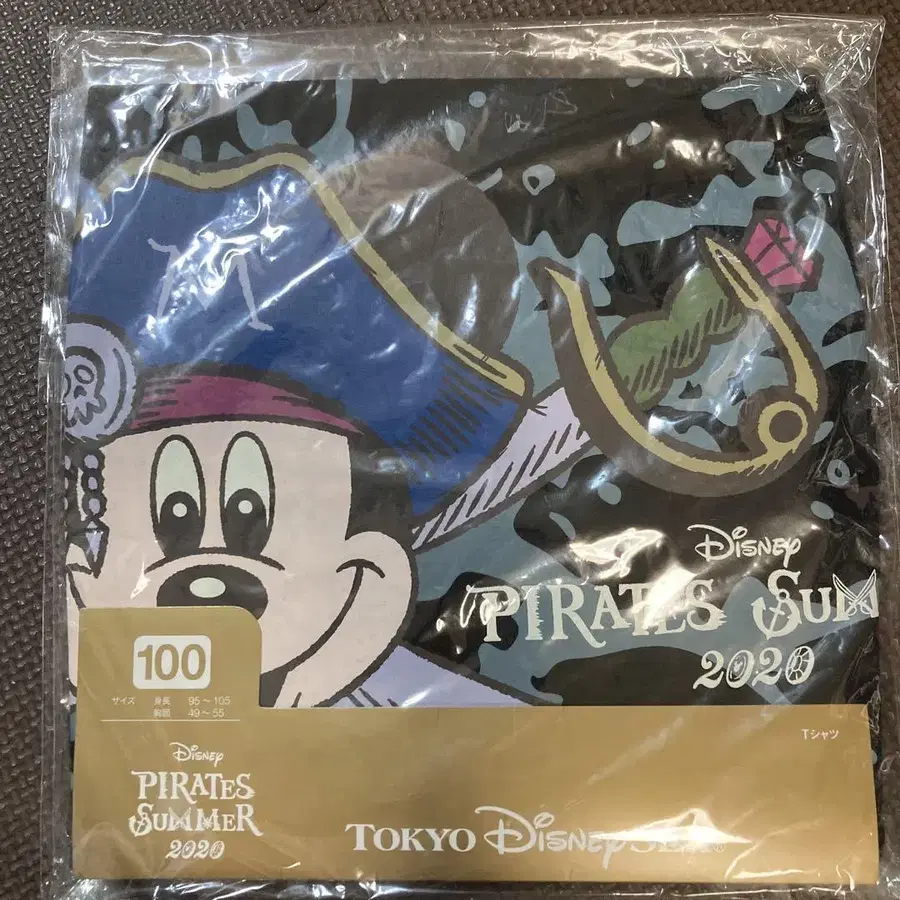 M
DISNEY
PIRATES SUM
2020
100
サイズ 身長 95~105
胸囲 49~55
Tシャツ
DISNEY
PIRATES
SUMMER
2020
TOKYO DISNEY SEA